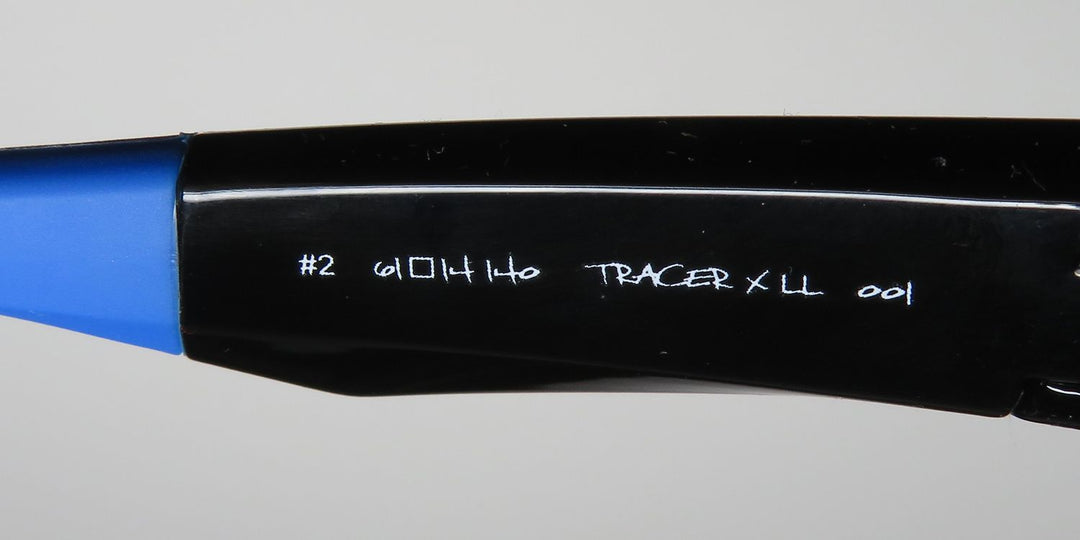 #2 61□14 140 TRACER X LL 001